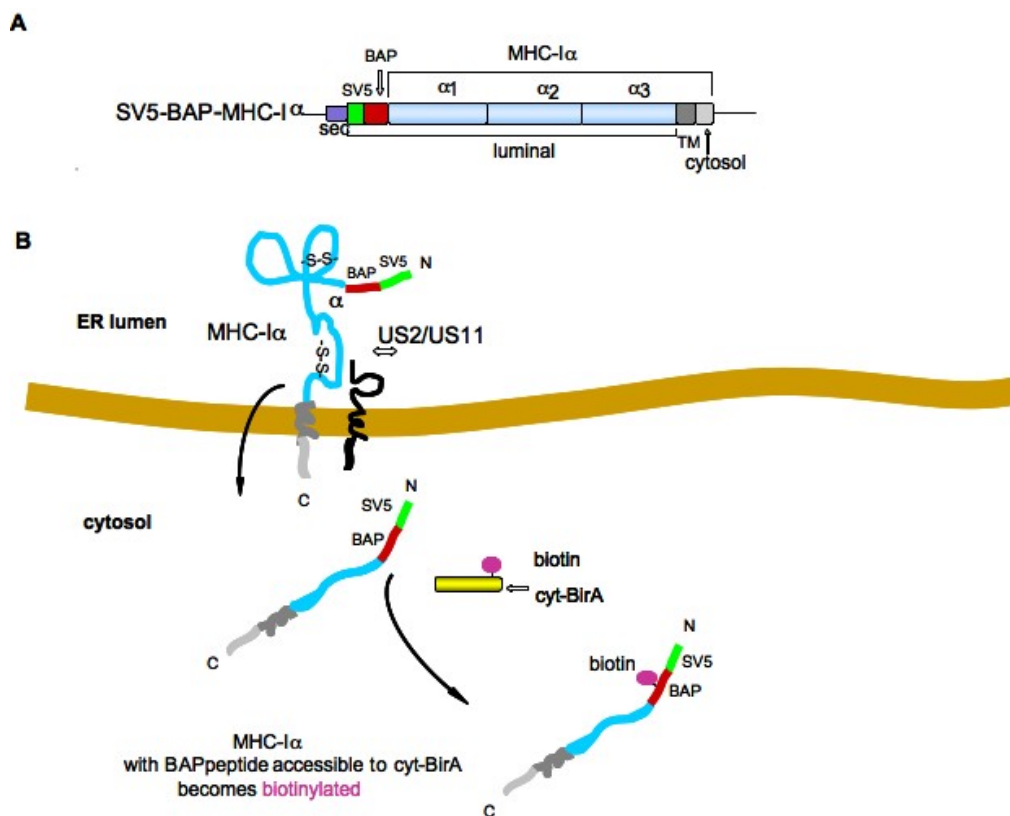 A
BAP
MHC-Iα
SV5
α1
α2
α3
SV5-BAP-MHC-Iα
sec
luminal
TM
cytosol
B
-S-S-
BAP
SV5
N
α
ER lumen
MHC-Iα
US2/US11
-S-S-
C
cytosol
N
SV5
BAP
biotin
cyt-BirA
C
N
biotin
SV5
BAP
MHC-Iα
with BAPpeptide accessible to cyt-BirA
becomes biotinylated
C